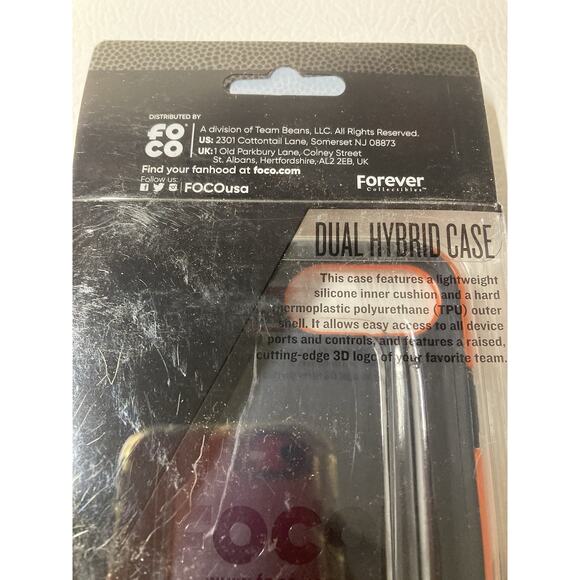 DISTRIBUTED BY
FOCO®
A division of Team Beans, LLC. All Rights Reserved.
US: 2301 Cottontail Lane, Somerset NJ 08873
UK: 1 Old Parkbury Lane, Colney Street
St. Albans, Hertfordshire, AL2 2EB, UK
Find your fanhood at foco.com
Follow us:
FOCOusa
Forever
Collectibles
DUAL HYBRID CASE
This case features a lightweight
silicone inner cushion and a hard
thermoplastic polyurethane (TPU) outer
shell. It allows easy access to all device
ports and controls, and features a raised,
cutting-edge 3D logo of your favorite team.
FOCO